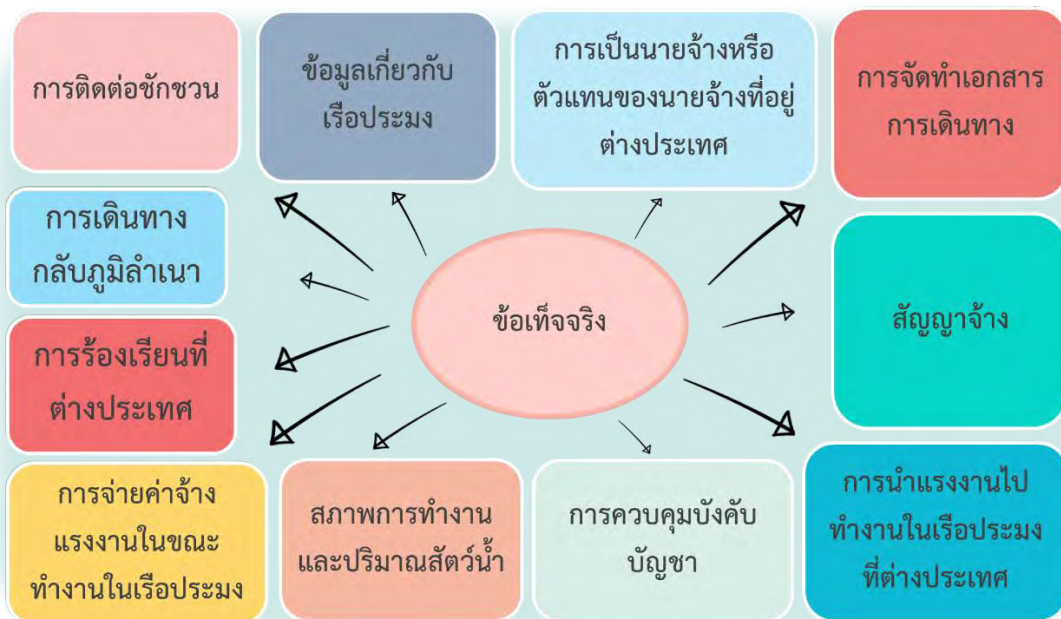 การติดต่อชักชวน
ข้อมูลเกี่ยวกับ
เรือประมง
การเป็นนายจ้างหรือ
ตัวแทนของนายจ้างที่อยู่
ต่างประเทศ
การจัดทำเอกสาร
การเดินทาง
การเดินทาง
กลับภูมิลำเนา
ข้อเท็จจริง
สัญญาจ้าง
การร้องเรียนที่
ต่างประเทศ
การจ่ายค่าจ้าง
แรงงานในขณะ
ทำงานในเรือประมง
สภาพการทำงาน
และปริมาณสัตว์น้ำ
การควบคุมบังคับ
บัญชา
การนำแรงงานไป
ทำงานในเรือประมง
ที่ต่างประเทศ